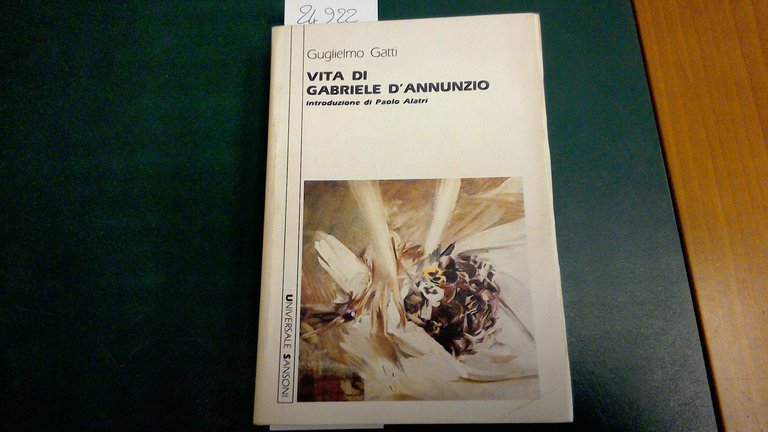 24922
Guglielmo Gatti
VITA DI
GABRIELE D'ANNUNZIO
introduzione di Paolo Alatri
UNIVERSALE SANSONI